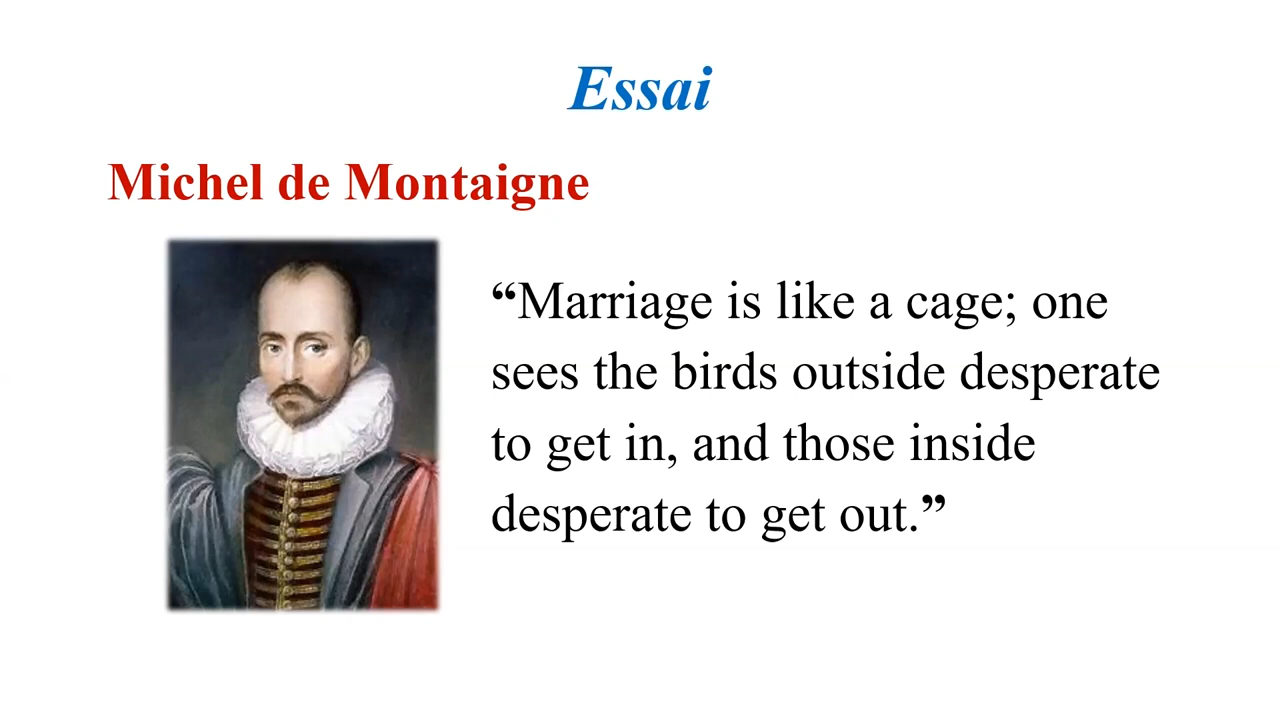 Essai
Michel de Montaigne
“Marriage is like a cage; one
sees the birds outside desperate
to get in, and those inside
desperate to get out.”